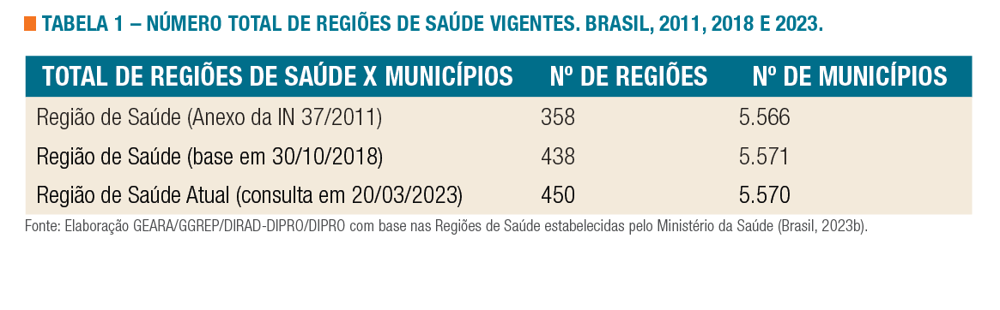 TABELA 1 – NÚMERO TOTAL DE REGIÕES DE SAÚDE VIGENTES. BRASIL, 2011, 2018 E 2023.
TOTAL DE REGIÕES DE SAÚDE X MUNICÍPIOS Nº DE REGIÕES Nº DE MUNICÍPIOS
Região de Saúde (Anexo da IN 37/2011) 358 5.566
Região de Saúde (base em 30/10/2018) 438 5.571
Região de Saúde Atual (consulta em 20/03/2023) 450 5.570
Fonte: Elaboração GEARA/GGREP/DIRAD-DIPRO/DIPRO com base nas Regiões de Saúde estabelecidas pelo Ministério da Saúde (Brasil, 2023b).